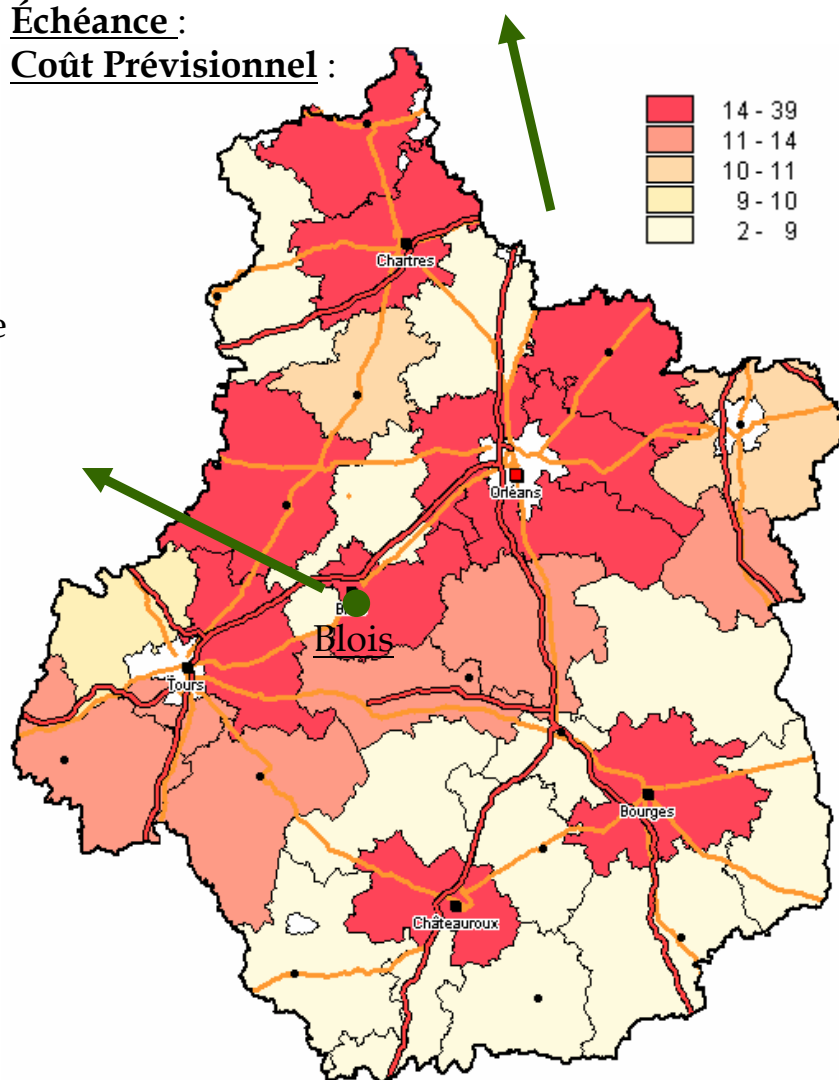 Échéance :
Coût Prévisionnel :
14 - 39
11 - 14
10 - 11
9 - 10
2 - 9
Chartres
e
Orléans
B
Blois
Tours
Bourges
Châteauroux